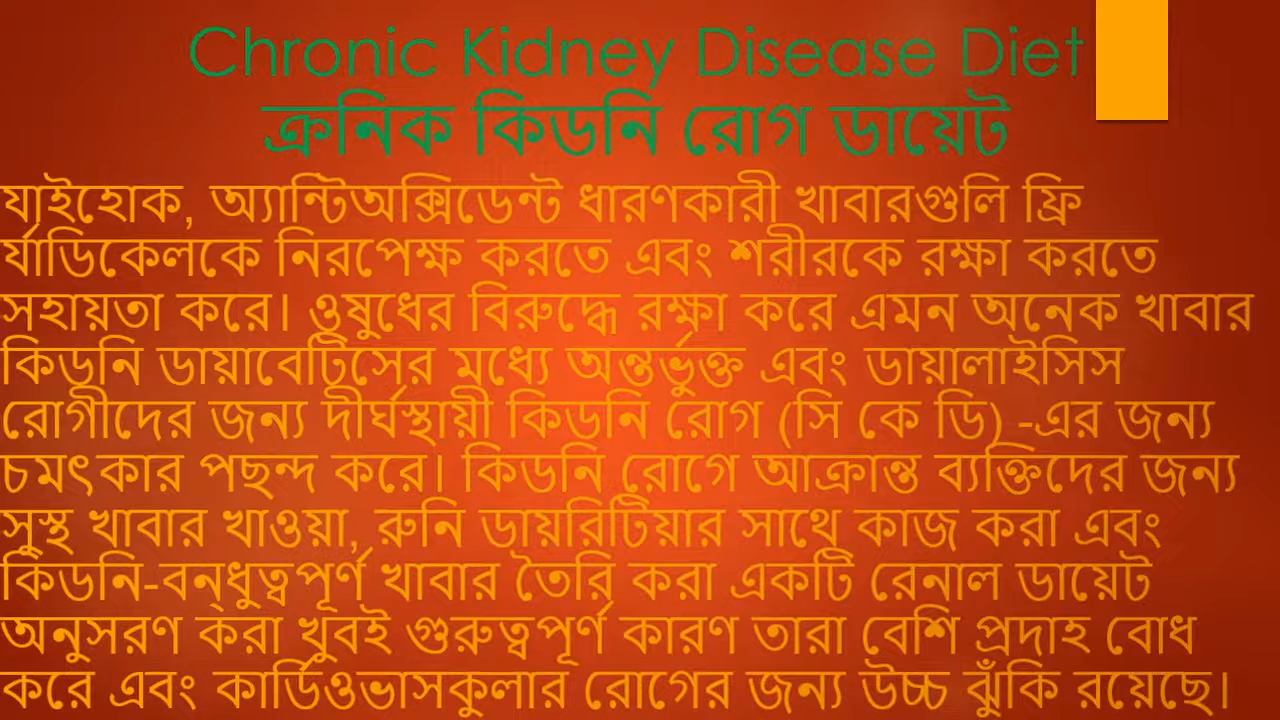 Chronic Kidney Disease Diet
ক্রনিক কিডনি রোগ ডায়েট
যাইহোক, অ্যান্টিঅক্সিডেন্ট ধারণকারী খাবারগুলি ফ্রি
র্যাডিকেলকে নিরপেক্ষ করতে এবং শরীরকে রক্ষা করতে
সহায়তা করে। ওষুধের বিরুদ্ধে রক্ষা করে এমন অনেক খাবার
কিডনি ডায়াবেটিসের মধ্যে অন্তর্ভুক্ত এবং ডায়ালাইসিস
রোগীদের জন্য দীর্ঘস্থায়ী কিডনি রোগ (সি কে ডি) -এর জন্য
চমৎকার পছন্দ করে। কিডনি রোগে আক্রান্ত ব্যক্তিদের জন্য
সুস্থ খাবার খাওয়া, রুনি ডায়রিটিয়ার সাথে কাজ করা এবং
কিডনি-বন্ধুত্বপূর্ণ খাবার তৈরি করা একটি রেনাল ডায়েট
অনুসরণ করা খুবই গুরুত্বপূর্ণ কারণ তারা বেশি প্রদাহ বোধ
করে এবং কার্ডিওভাসকুলার রোগের জন্য উচ্চ ঝুঁকি রয়েছে।